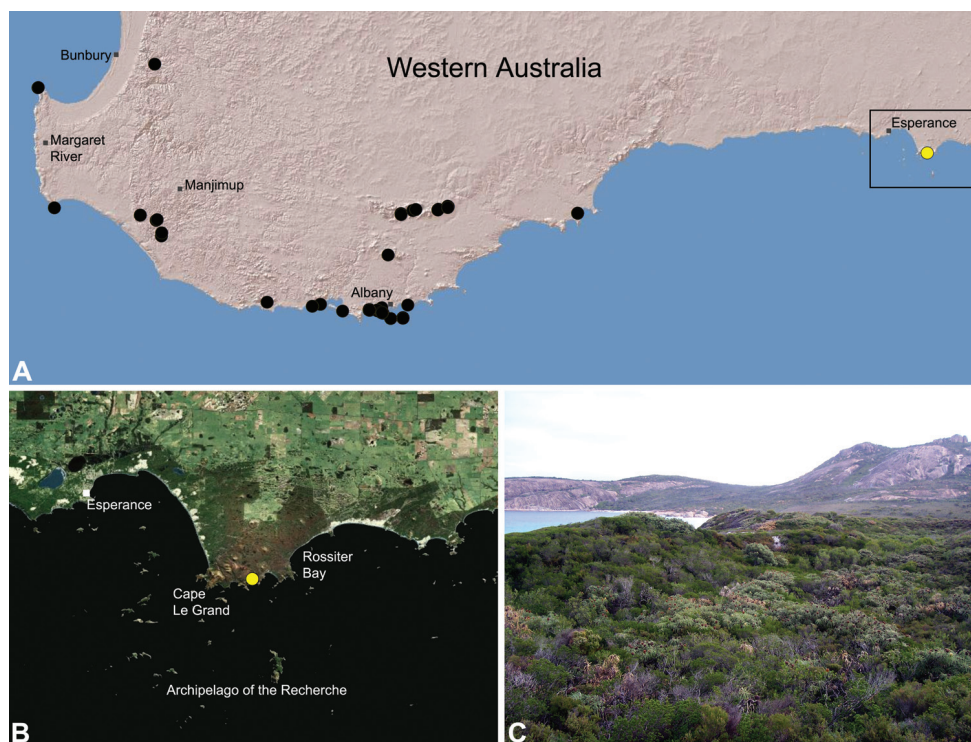 Western Australia
Bunbury
Margaret
River
Manjimup
Albany
Esperance
A
Esperance
Cape
Le Grand
Rossiter
Bay
Archipelago of the Recherche
B
C